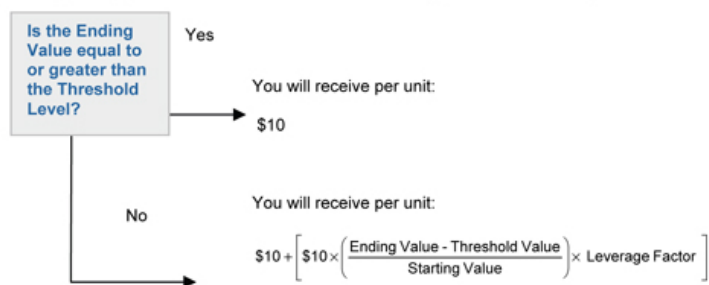 Is the Ending
Value equal to
or greater than
the Threshold
Level?
Yes
You will receive per unit:
$10
No
You will receive per unit:
$10 + [ $10 × ( Ending Value - Threshold Value / Starting Value ) × Leverage Factor ]